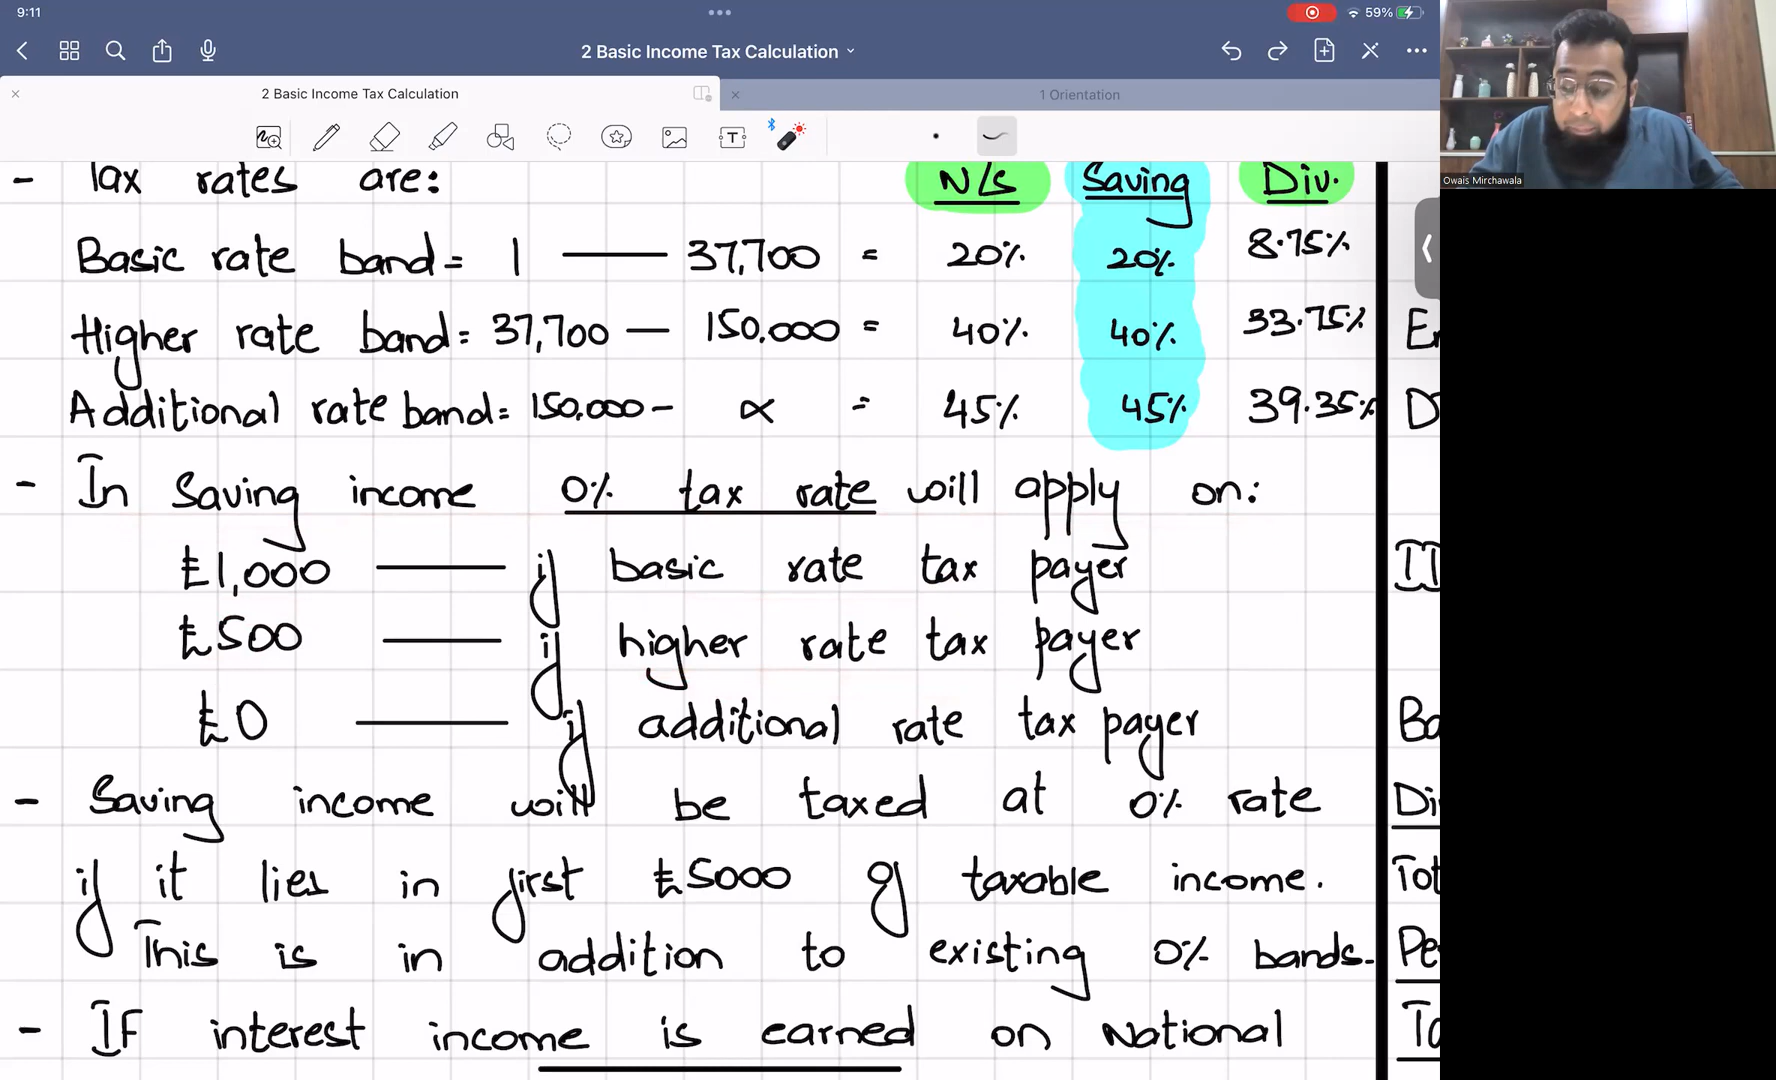 9:11
59%
2 Basic Income Tax Calculation
2 Basic Income Tax Calculation
1 Orientation
Owais Mirchawala
- Tax rates are: N/S Saving Div.
Basic rate band = 1 — 37,700 = 20% 20% 8.75%
Higher rate band = 37,700 — 150,000 = 40% 40% 33.75%
Additional rate band = 150,000 - ∝ = 45% 45% 39.35%
- In Saving income 0% tax rate will apply on:
£1,000 — if basic rate tax payer
£500 — if higher rate tax payer
£0 — if additional rate tax payer
- Saving income will be taxed at 0% rate
if it lies in first £5000 of taxable income.
This is in addition to existing 0% bands.
- IF interest income is earned on National
D
Di
Tot
Pe